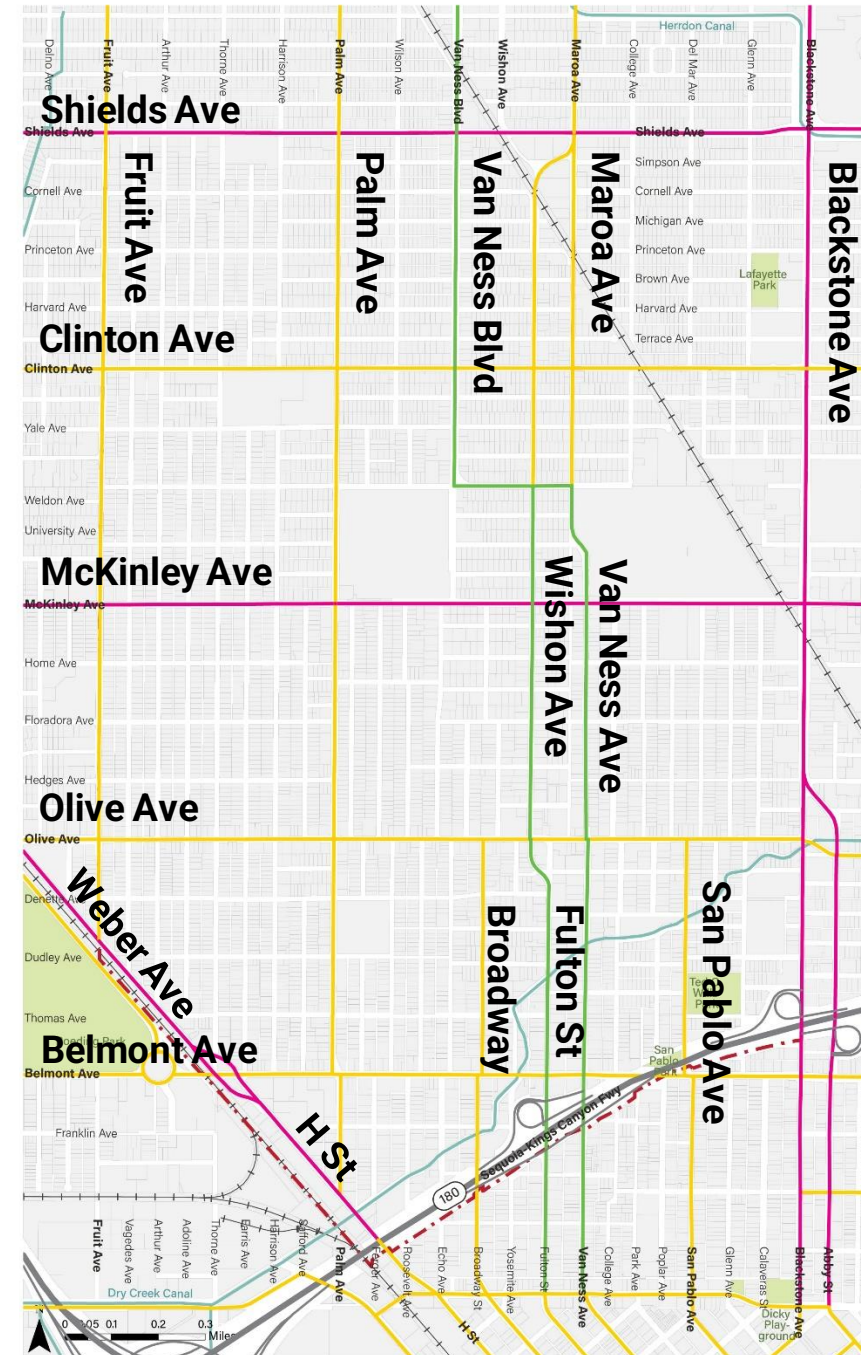 Herrdon Canal
Delno Ave
Fruit Ave
Arthur Ave
Thorne Ave
Harrison Ave
Palm Ave
Wilson Ave
Van Ness Blvd
Wishon Ave
Maroa Ave
College Ave
Del Mar Ave
Glenn Ave
Blackstone Ave
Shields Ave
Shields Ave
Shields Ave
Fruit Ave
Palm Ave
Van Ness Blvd
Maroa Ave
Blackstone Ave
Simpson Ave
Cornell Ave
Cornell Ave
Michigan Ave
Princeton Ave
Princeton Ave
Brown Ave
Lafayette
Park
Harvard Ave
Harvard Ave
Terrace Ave
Clinton Ave
Clinton Ave
Yale Ave
Weldon Ave
University Ave
McKinley Ave
McKinley Ave
Wishon Ave
Van Ness Ave
Home Ave
Floradora Ave
Hedges Ave
Olive Ave
Olive Ave
Weber Ave
Broadway
Fulton St
San Pablo Ave
Dudley Ave
Thomas Ave
San
Pablo
Belmont Ave
Belmont Ave
Franklin Ave
H St
Sequoia-Kings Canyon Fwy
180
Fruit Ave
Vagedes Ave
Arthur Ave
Adoline Ave
Thorne Ave
Harrison Ave
Palm Ave
Roosevelt Ave
Echo Ave
Broadway St
Yosemite Ave
Fulton St
Van Ness Ave
College Ave
Park Ave
Poplar Ave
San Pablo Ave
Glenn Ave
Calaveras St
Blackstone Ave
Abby St
Dry Creek Canal
Dicky
Play-
ground
H St
0 0.05 0.1 0.2 0.3
Miles